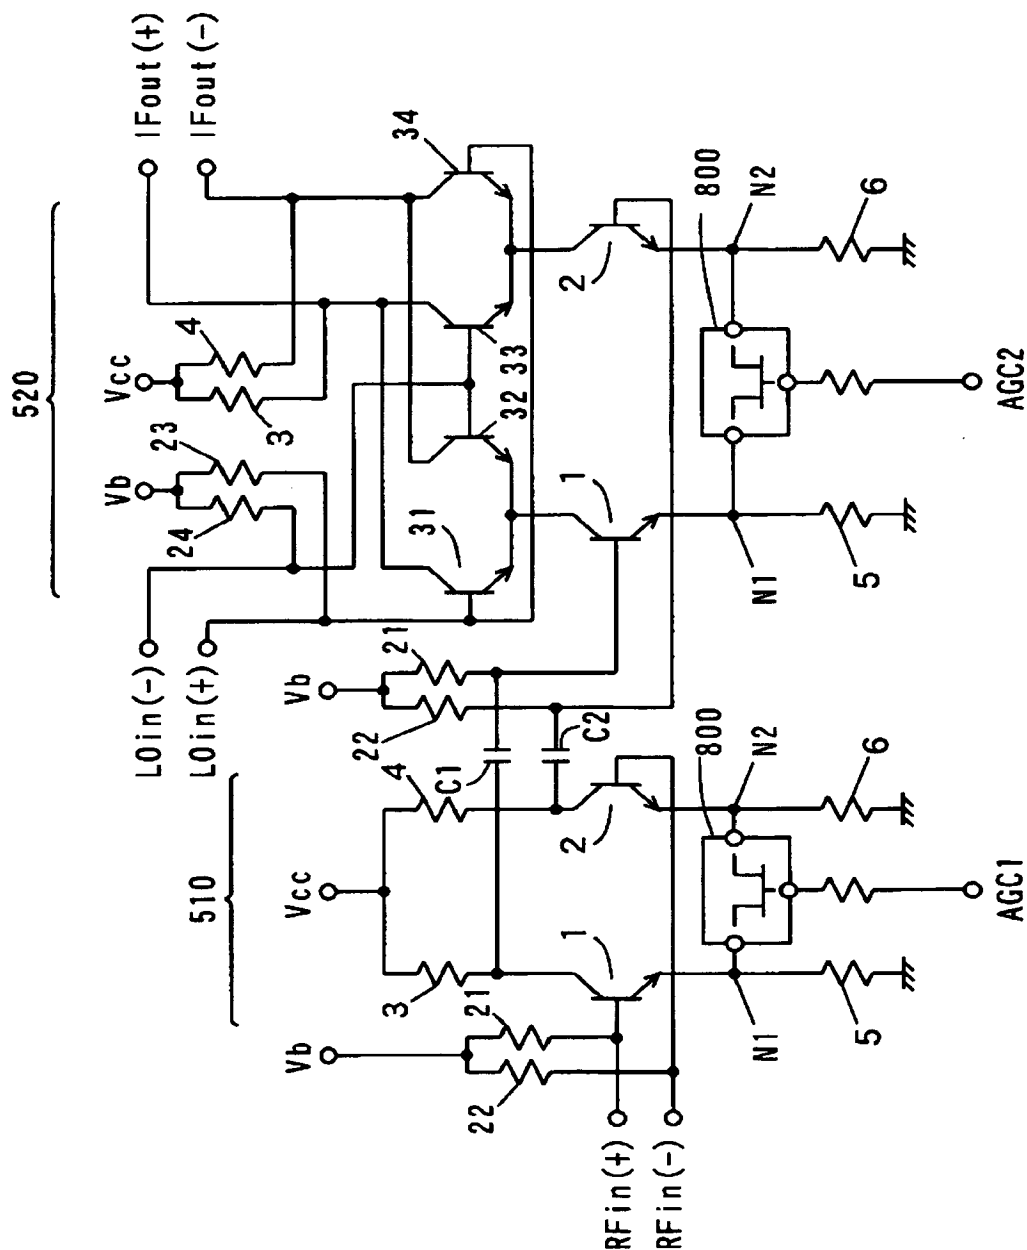 IFout(+)
IFout(-)
520
Vcc
4
3
Vb
23
24
34
33
32
31
LOin(-)
LOin(+)
Vb
21
22
2
1
800
N2
N1
6
5
AGC2
510
Vcc
4
3
C1
C2
Vb
21
22
2
1
800
N2
N1
6
5
AGC1
RFin(+)
RFin(-)